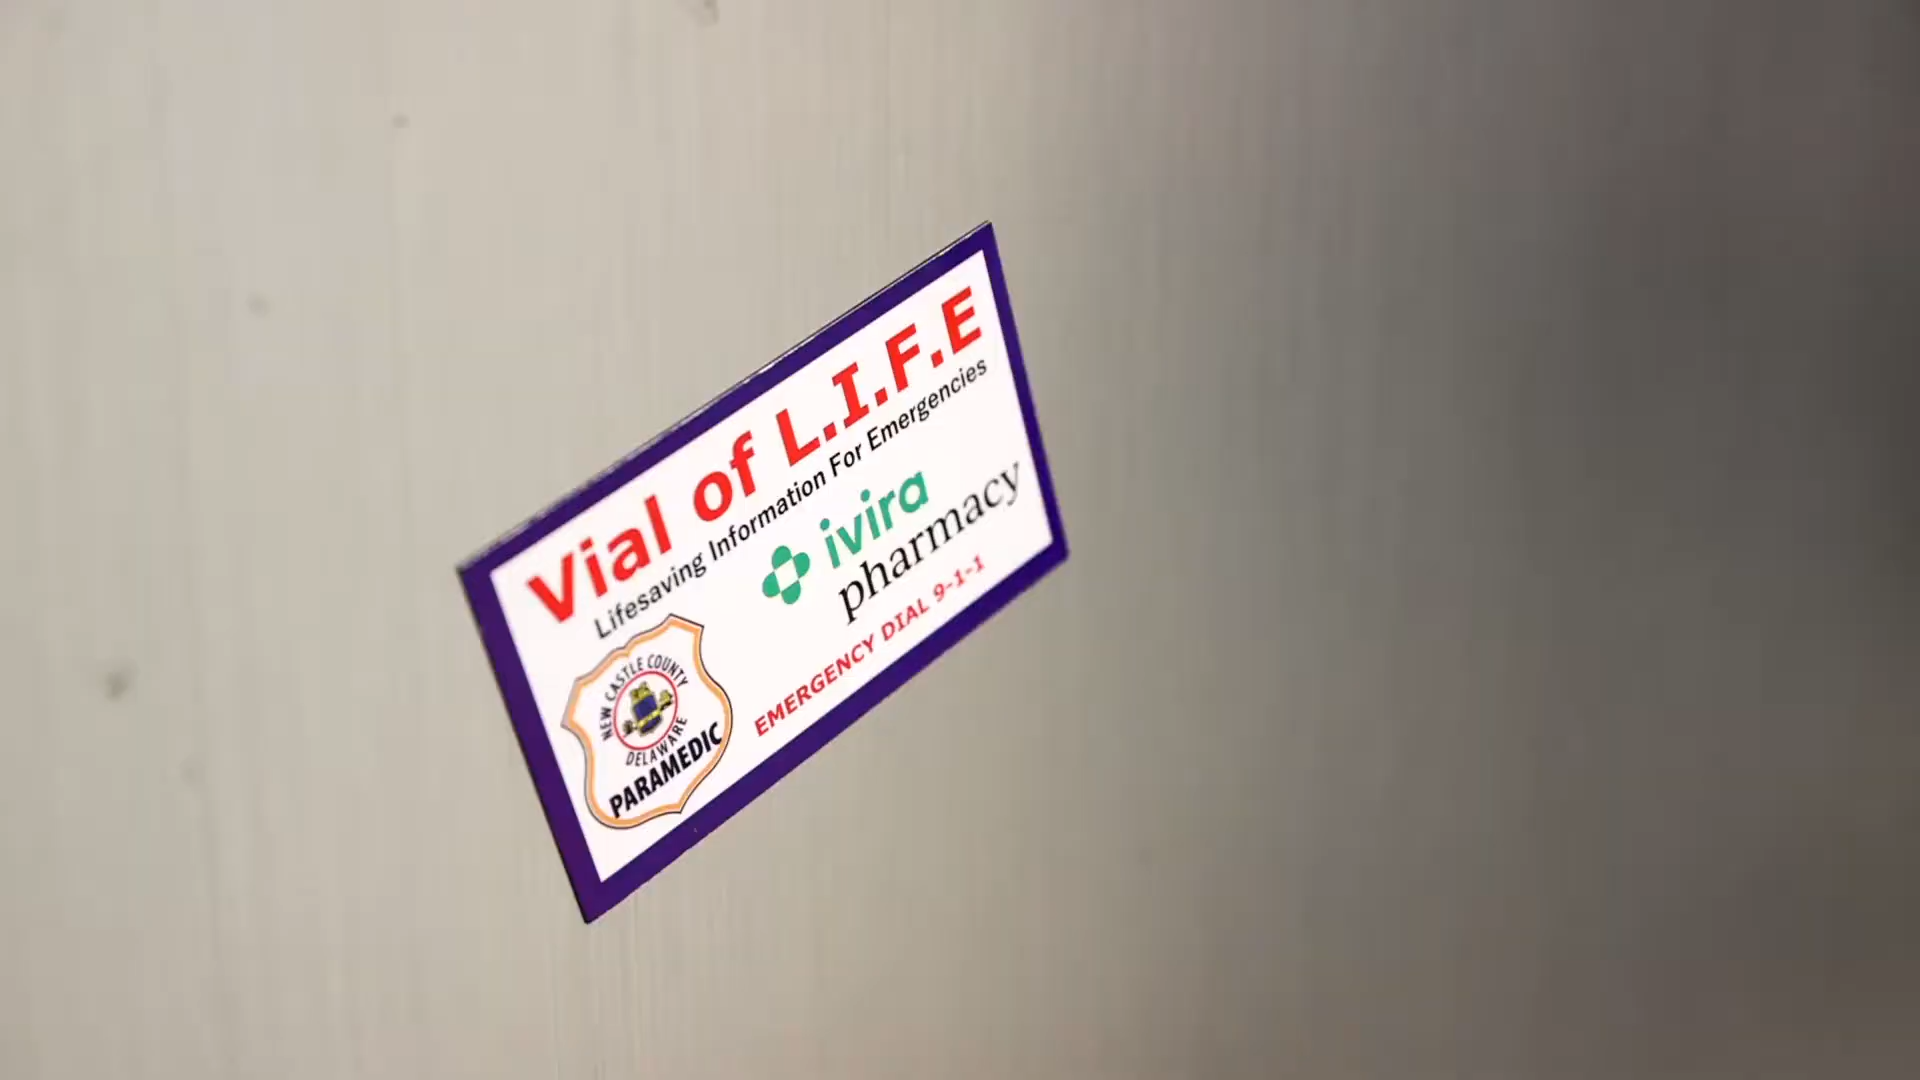 Vial of L.I.F.E
Lifesaving Information For Emergencies
ivira
pharmacy
EMERGENCY DIAL 9-1-1
NEW CASTLE COUNTY
DELAWARE
PARAMEDIC